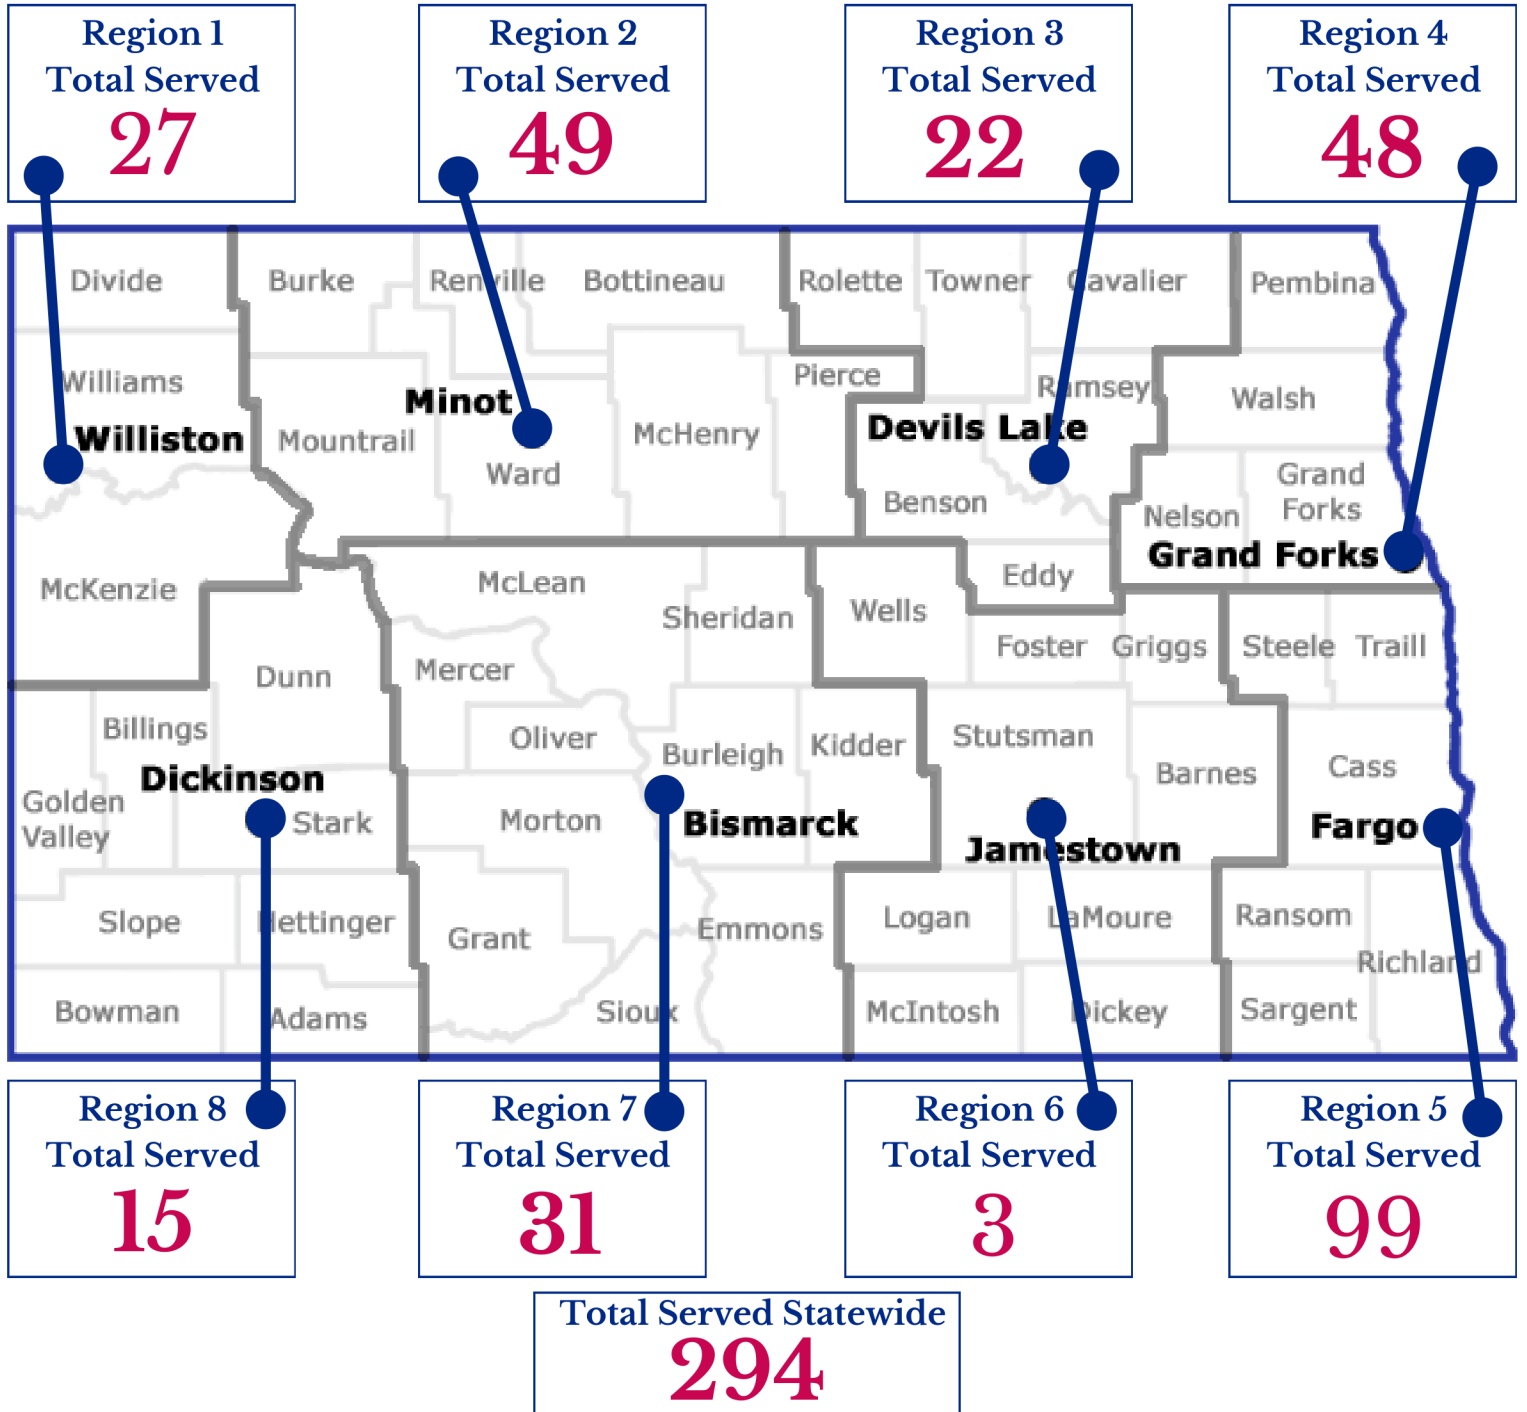 Region 1
Total Served
27
Region 2
Total Served
49
Region 3
Total Served
22
Region 4
Total Served
48
Divide
Burke
Renville
Bottineau
Rolette
Towner
Cavalier
Pembina
Williams
Minot
Pierce
Ramsey
Walsh
Williston
Mountrail
Ward
McHenry
Devils Lake
Benson
Nelson
Grand
Forks
Grand Forks
McKenzie
McLean
Sheridan
Wells
Eddy
Foster
Griggs
Steele
Traill
Dunn
Mercer
Billings
Oliver
Burleigh
Kidder
Stutsman
Barnes
Cass
Dickinson
Golden
Valley
Stark
Morton
Bismarck
Jamestown
Fargo
Slope
Hettinger
Grant
Emmons
Logan
LaMoure
Ransom
Richland
Bowman
Adams
Sioux
McIntosh
Dickey
Sargent
Region 8
Total Served
15
Region 7
Total Served
31
Region 6
Total Served
3
Region 5
Total Served
99
Total Served Statewide
294